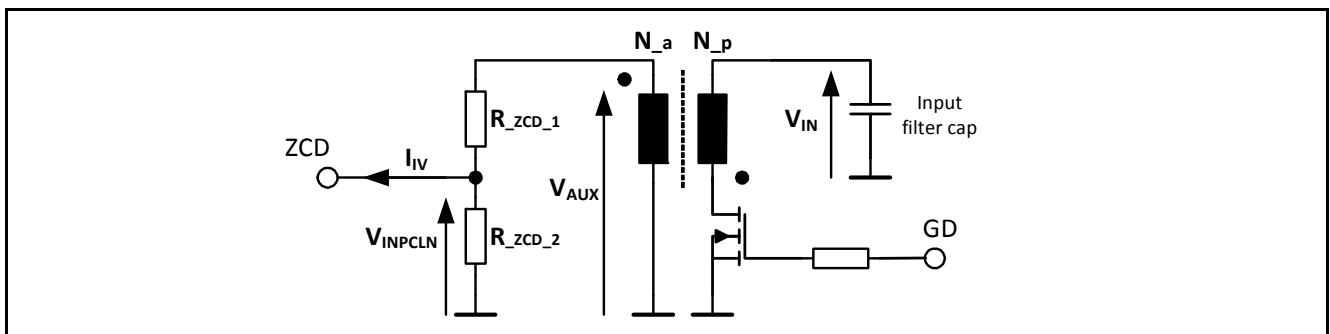 N_a N_p
R_ZCD_1
V_IN
Input
filter cap
ZCD
I_IV
V_AUX
V_INPCLN
R_ZCD_2
GD